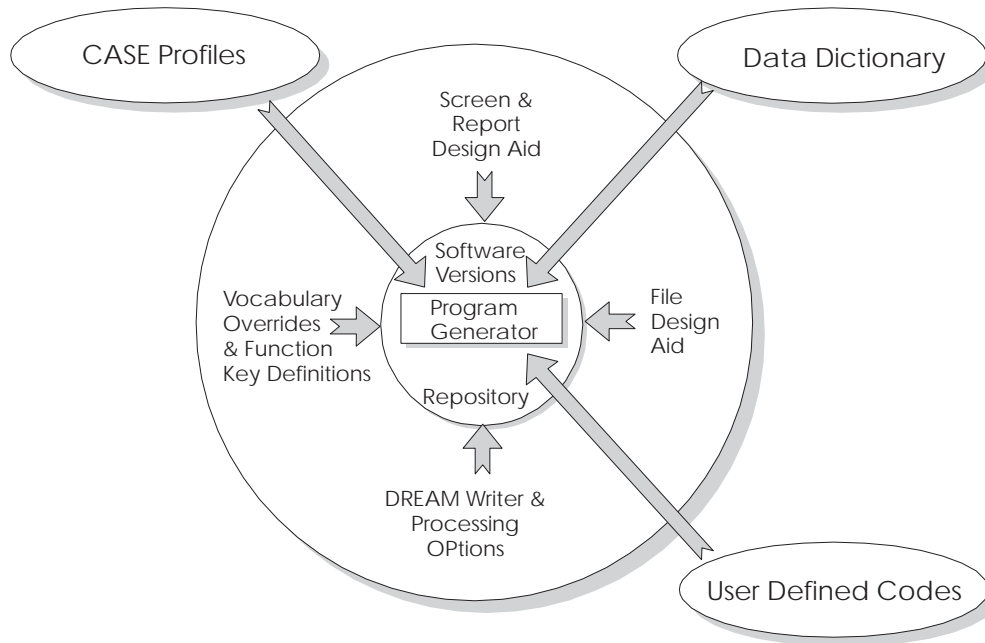 CASE Profiles
Data Dictionary
Screen &
Report
Design Aid
Software
Versions
Program
Generator
Repository
Vocabulary
Overrides
& Function
Key Definitions
File
Design
Aid
DREAM Writer &
Processing
OPtions
User Defined Codes